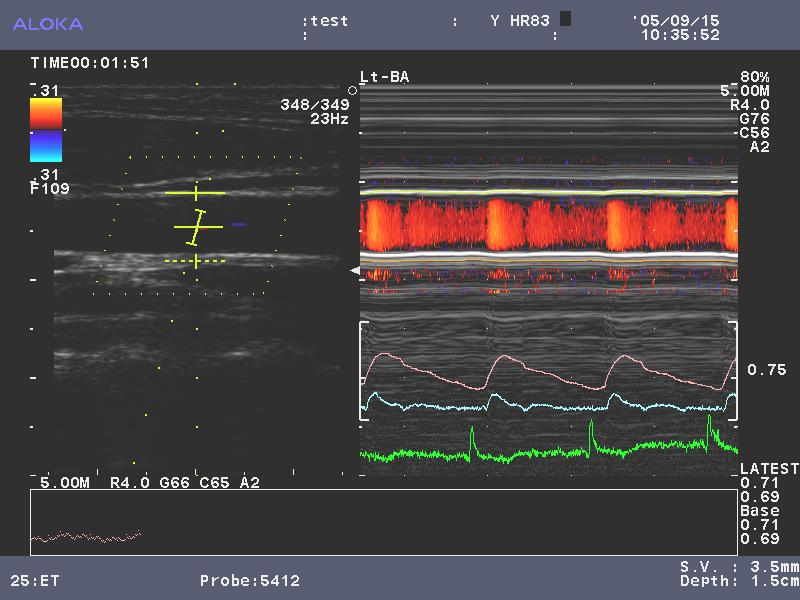 ALOKA
:test : Y HR83 '05/09/15
: : 10:35:52
TIME00:01:51
Lt-BA
80%
.31
5.00M
348/349
R4.0
23Hz
G76
C56
A2
.31
F109
0.75
LATEST
5.00M R4.0 G66 C65 A2
0.71
0.69
Base
0.71
0.69
S.V. : 3.5mm
25:ET Probe:5412 Depth: 1.5cm